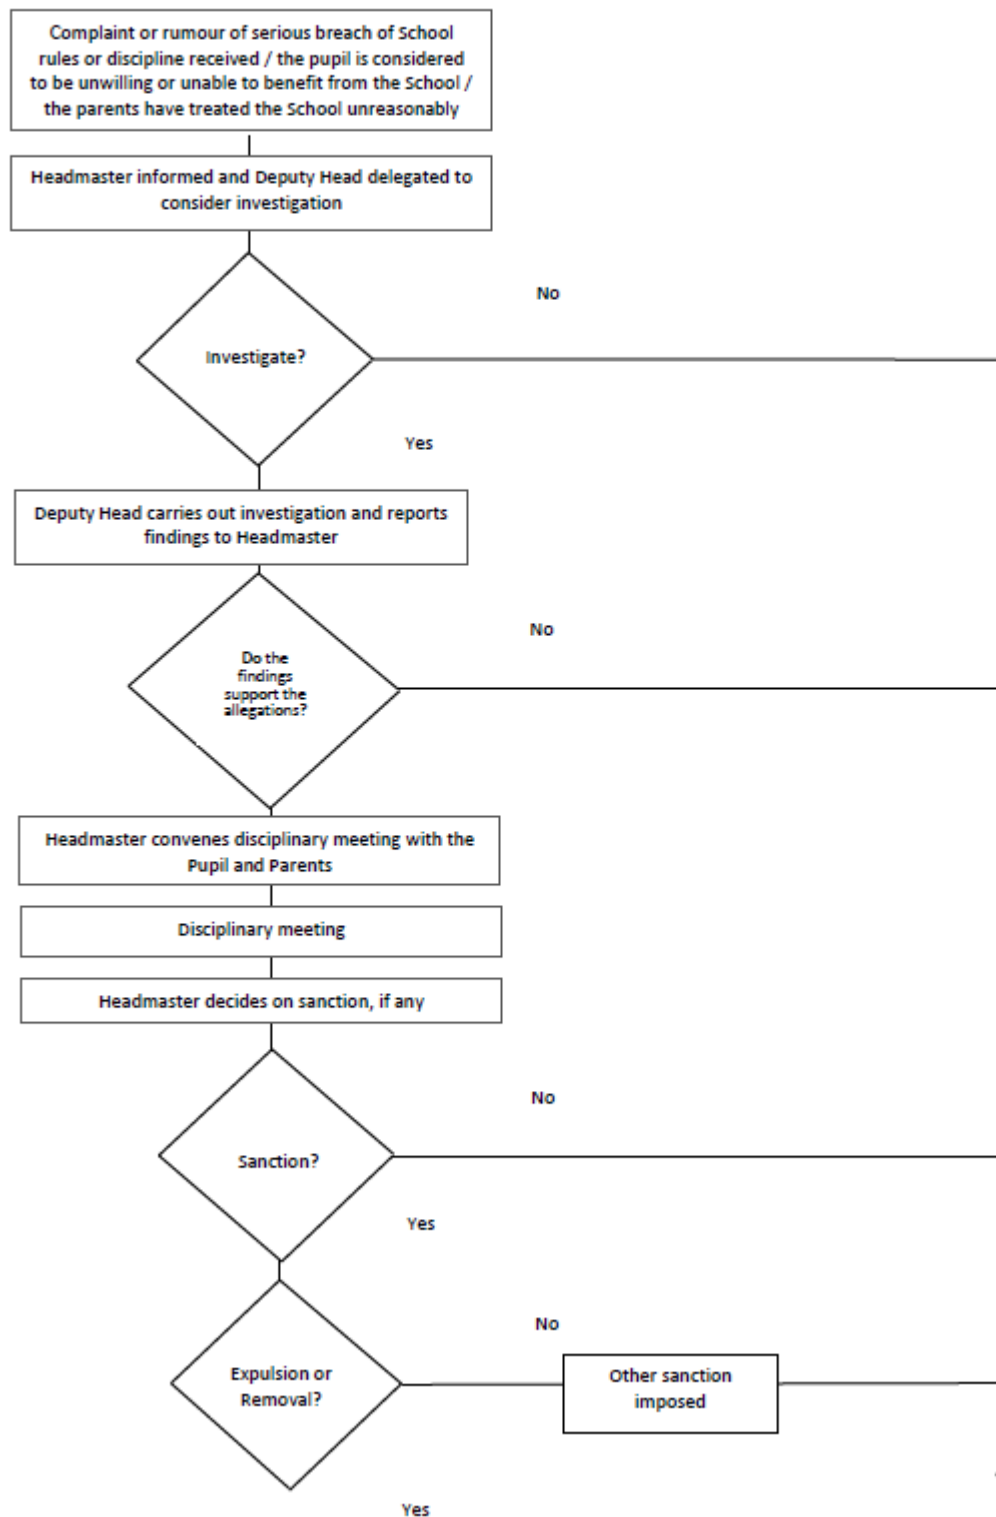 Complaint or rumour of serious breach of School
rules or discipline received / the pupil is considered
to be unwilling or unable to benefit from the School /
the parents have treated the School unreasonably
Headmaster informed and Deputy Head delegated to
consider investigation
No
Investigate?
Yes
Deputy Head carries out investigation and reports
findings to Headmaster
No
Do the
findings
support the
allegations?
Headmaster convenes disciplinary meeting with the
Pupil and Parents
Disciplinary meeting
Headmaster decides on sanction, if any
No
Sanction?
Yes
No
Expulsion or
Removal?
Other sanction
imposed
Yes